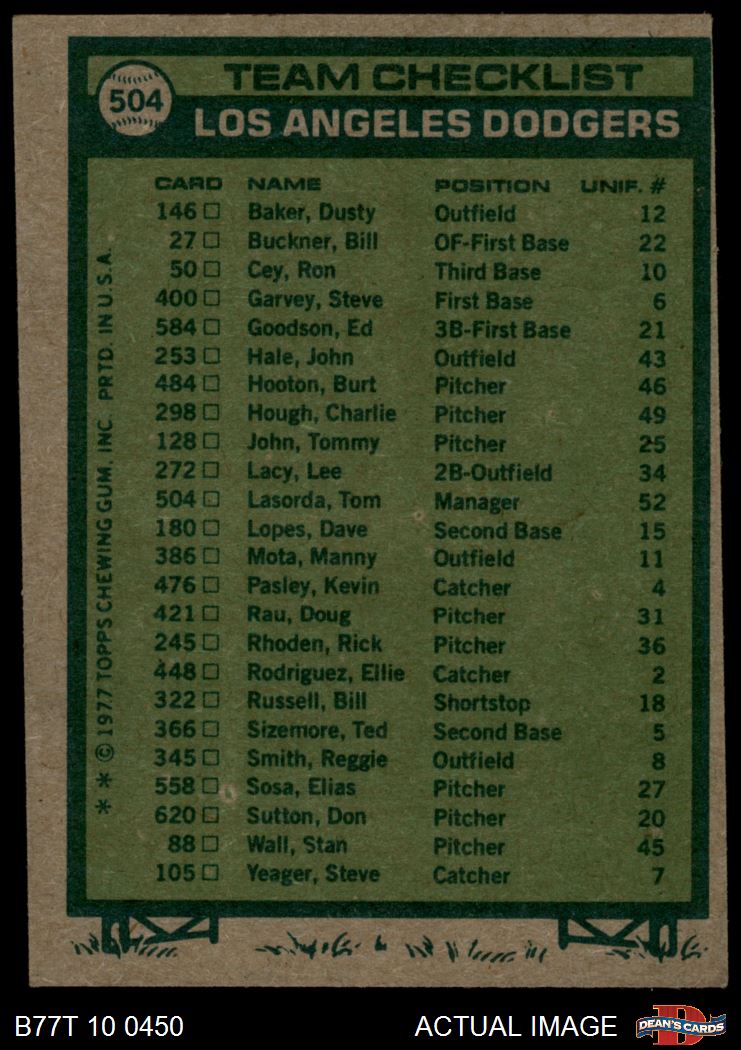 504
TEAM CHECKLIST
LOS ANGELES DODGERS
CARD NAME POSITION UNIF. #
146 □ Baker, Dusty Outfield 12
27 □ Buckner, Bill OF-First Base 22
50 □ Cey, Ron Third Base 10
400 □ Garvey, Steve First Base 6
584 □ Goodson, Ed 3B-First Base 21
253 □ Hale, John Outfield 43
484 □ Hooton, Burt Pitcher 46
298 □ Hough, Charlie Pitcher 49
128 □ John, Tommy Pitcher 25
272 □ Lacy, Lee 2B-Outfield 34
504 □ Lasorda, Tom Manager 52
180 □ Lopes, Dave Second Base 15
386 □ Mota, Manny Outfield 11
476 □ Pasley, Kevin Catcher 4
421 □ Rau, Doug Pitcher 31
245 □ Rhoden, Rick Pitcher 36
448 □ Rodriguez, Ellie Catcher 2
322 □ Russell, Bill Shortstop 18
366 □ Sizemore, Ted Second Base 5
345 □ Smith, Reggie Outfield 8
558 □ Sosa, Elias Pitcher 27
620 □ Sutton, Don Pitcher 20
88 □ Wall, Stan Pitcher 45
105 □ Yeager, Steve Catcher 7
* * © 1977 TOPPS CHEWING GUM, INC. PRTD. IN U.S.A.
B77T 10 0450 ACTUAL IMAGE
D
DEAN'S CARDS